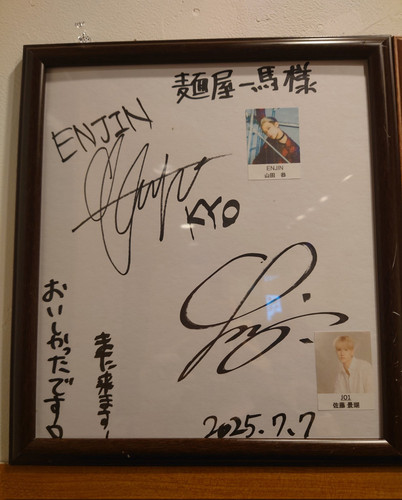 麺屋一馬様
ENJIN
ENJIN
山田 恭
KYO
JO1
佐藤 景瑚
おいしかったです。
また来ます!
2025.7.7